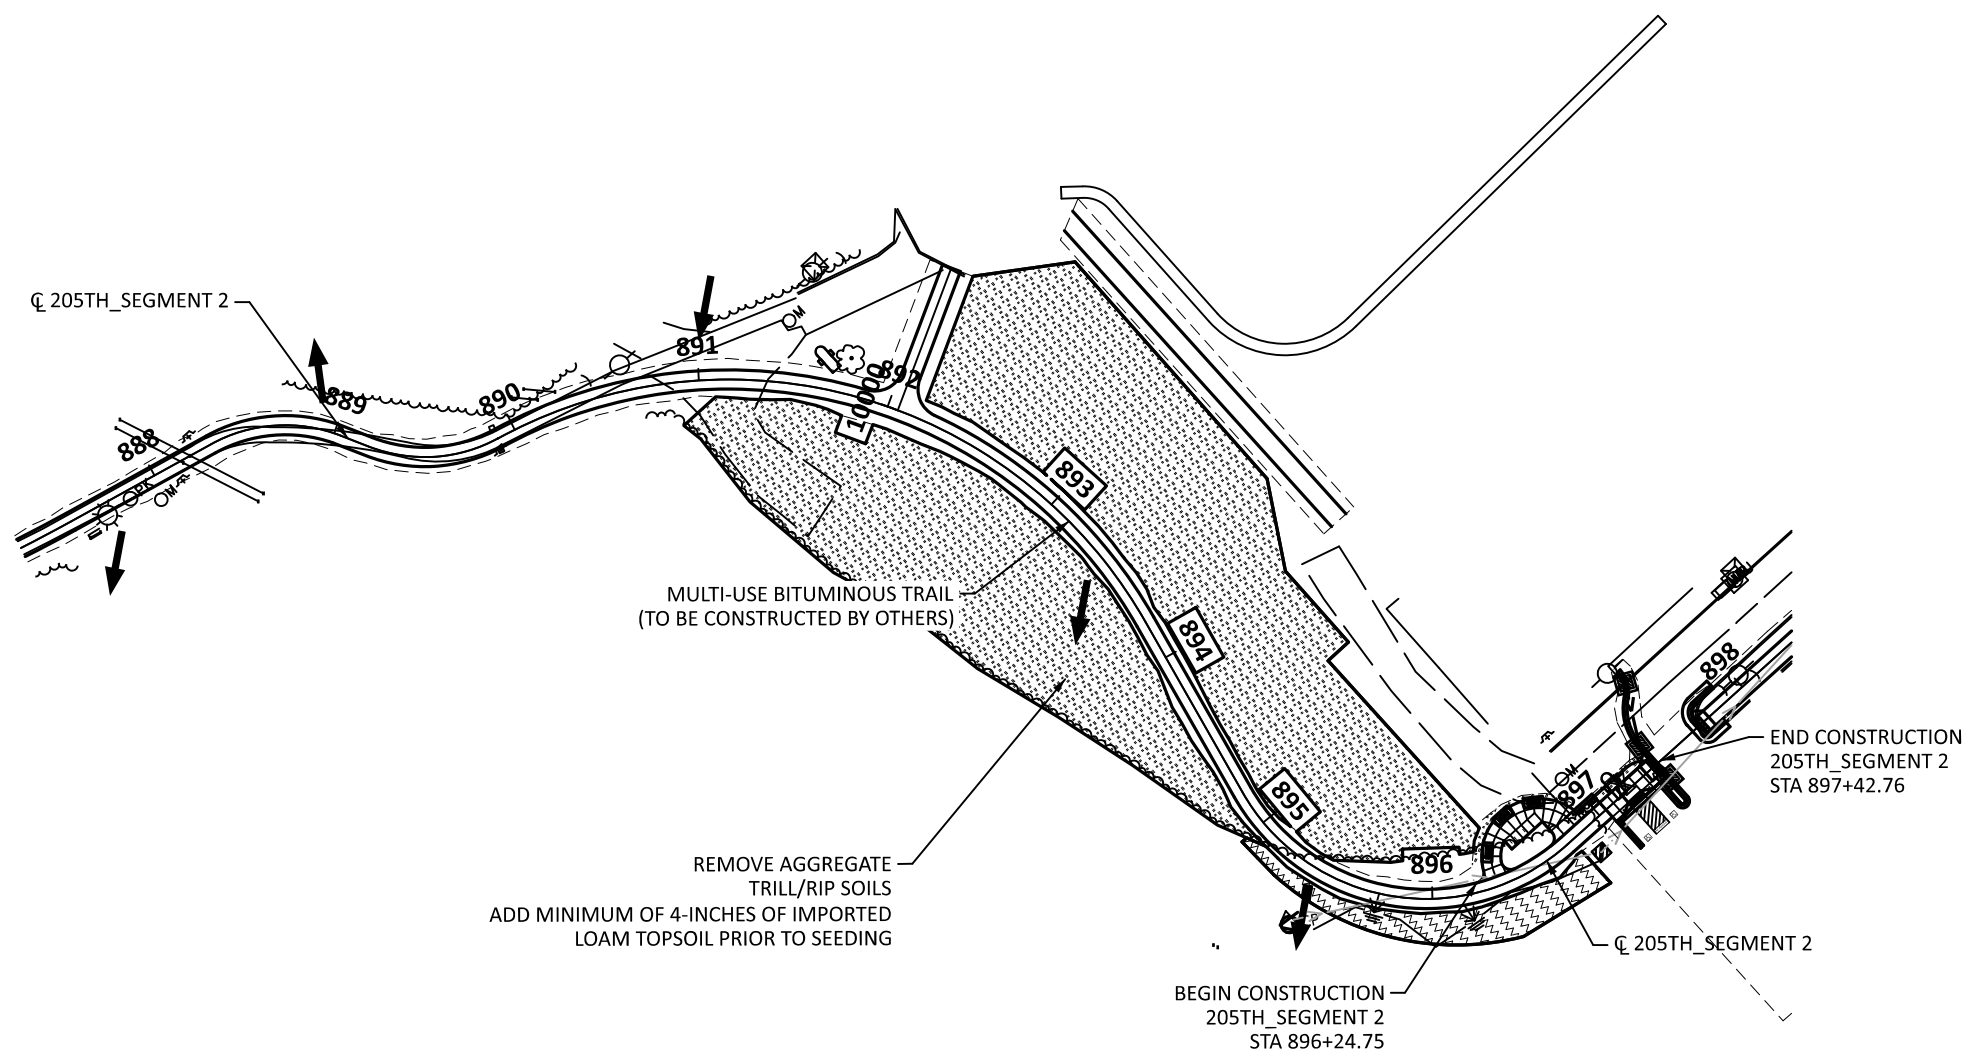 ℄ 205TH_SEGMENT 2
888
889
890
891
892
10000
893
894
895
896
897
898
PK
M
M
M
MULTI-USE BITUMINOUS TRAIL
(TO BE CONSTRUCTED BY OTHERS)
REMOVE AGGREGATE
TRILL/RIP SOILS
ADD MINIMUM OF 4-INCHES OF IMPORTED
LOAM TOPSOIL PRIOR TO SEEDING
END CONSTRUCTION
205TH_SEGMENT 2
STA 897+42.76
℄ 205TH_SEGMENT 2
BEGIN CONSTRUCTION
205TH_SEGMENT 2
STA 896+24.75